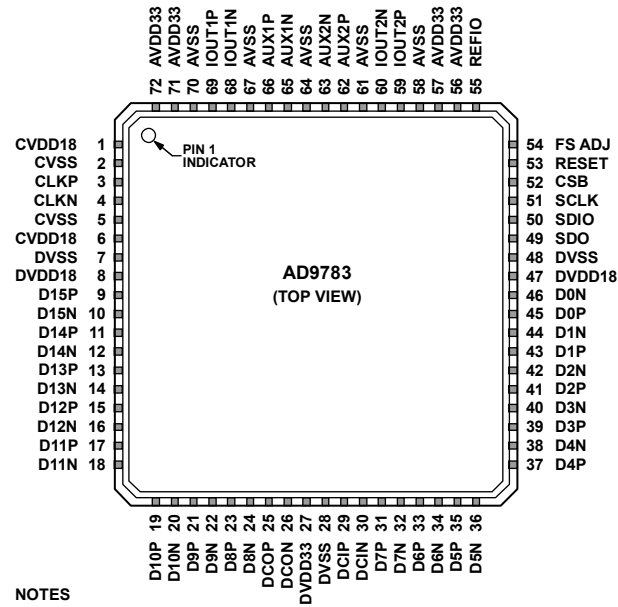 72 AVDD33
71 AVDD33
70 AVSS
69 IOUT1P
68 IOUT1N
67 AVSS
66 AUX1P
65 AUX1N
64 AVSS
63 AUX2N
62 AUX2P
61 AVSS
60 IOUT2N
59 IOUT2P
58 AVSS
57 AVDD33
56 AVDD33
55 REFIO
CVDD18 1
CVSS 2
CLKP 3
CLKN 4
CVSS 5
CVDD18 6
DVSS 7
DVDD18 8
D15P 9
D15N 10
D14P 11
D14N 12
D13P 13
D13N 14
D12P 15
D12N 16
D11P 17
D11N 18
PIN 1
INDICATOR
AD9783
(TOP VIEW)
54 FS ADJ
53 RESET
52 CSB
51 SCLK
50 SDIO
49 SDO
48 DVSS
47 DVDD18
46 D0N
45 D0P
44 D1N
43 D1P
42 D2N
41 D2P
40 D3N
39 D3P
38 D4N
37 D4P
D10P 19
D10N 20
D9P 21
D9N 22
D8P 23
D8N 24
DCOP 25
DCON 26
DVDD33 27
DVSS 28
DCIP 29
DCIN 30
D7P 31
D7N 32
D6P 33
D6N 34
D5P 35
D5N 36
NOTES